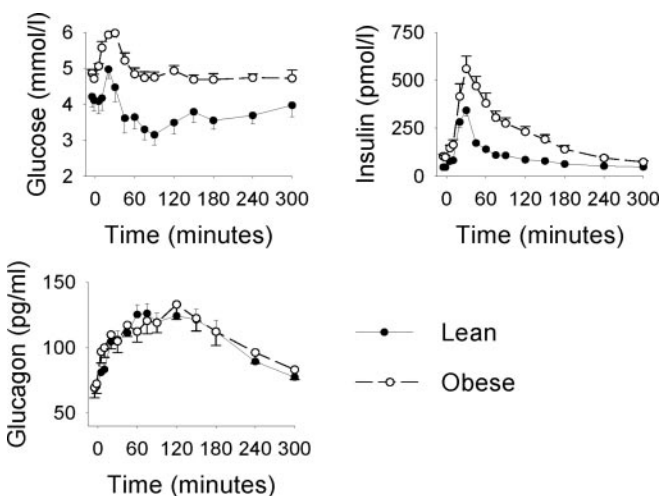 Glucose (mmol/l)
6
5
4
3
2
0 60 120 180 240 300
Time (minutes)
Insulin (pmol/l)
750
500
250
0
0 60 120 180 240 300
Time (minutes)
Glucagon (pg/ml)
150
100
50
0 60 120 180 240 300
Time (minutes)
Lean
Obese